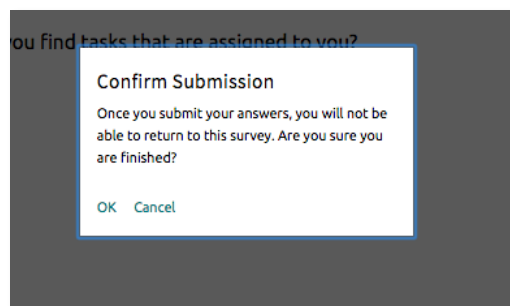 you find tasks that are assigned to you?
Confirm Submission
Once you submit your answers, you will not be
able to return to this survey. Are you sure you
are finished?
OK Cancel